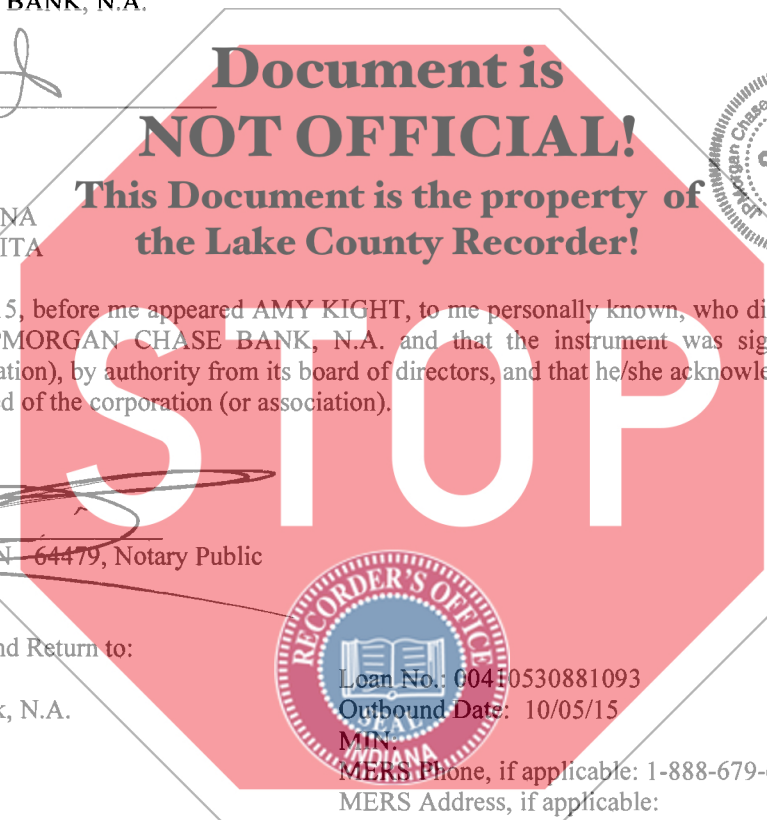 BANK, N.A.
Document is
NOT OFFICIAL!
This Document is the property of
the Lake County Recorder!
JPMorgan Chase
NA
ITA
STOP
5, before me appeared AMY KIGHT, to me personally known, who di
PMORGAN CHASE BANK, N.A. and that the instrument was sig
ation), by authority from its board of directors, and that he/she acknowle
d of the corporation (or association).
N 64479, Notary Public
RECORDER'S OFFICE
SEAL
INDIANA
nd Return to:
k, N.A.
Loan No.: 00410530881093
Outbound Date: 10/05/15
MIN:
MERS Phone, if applicable: 1-888-679-
MERS Address, if applicable: